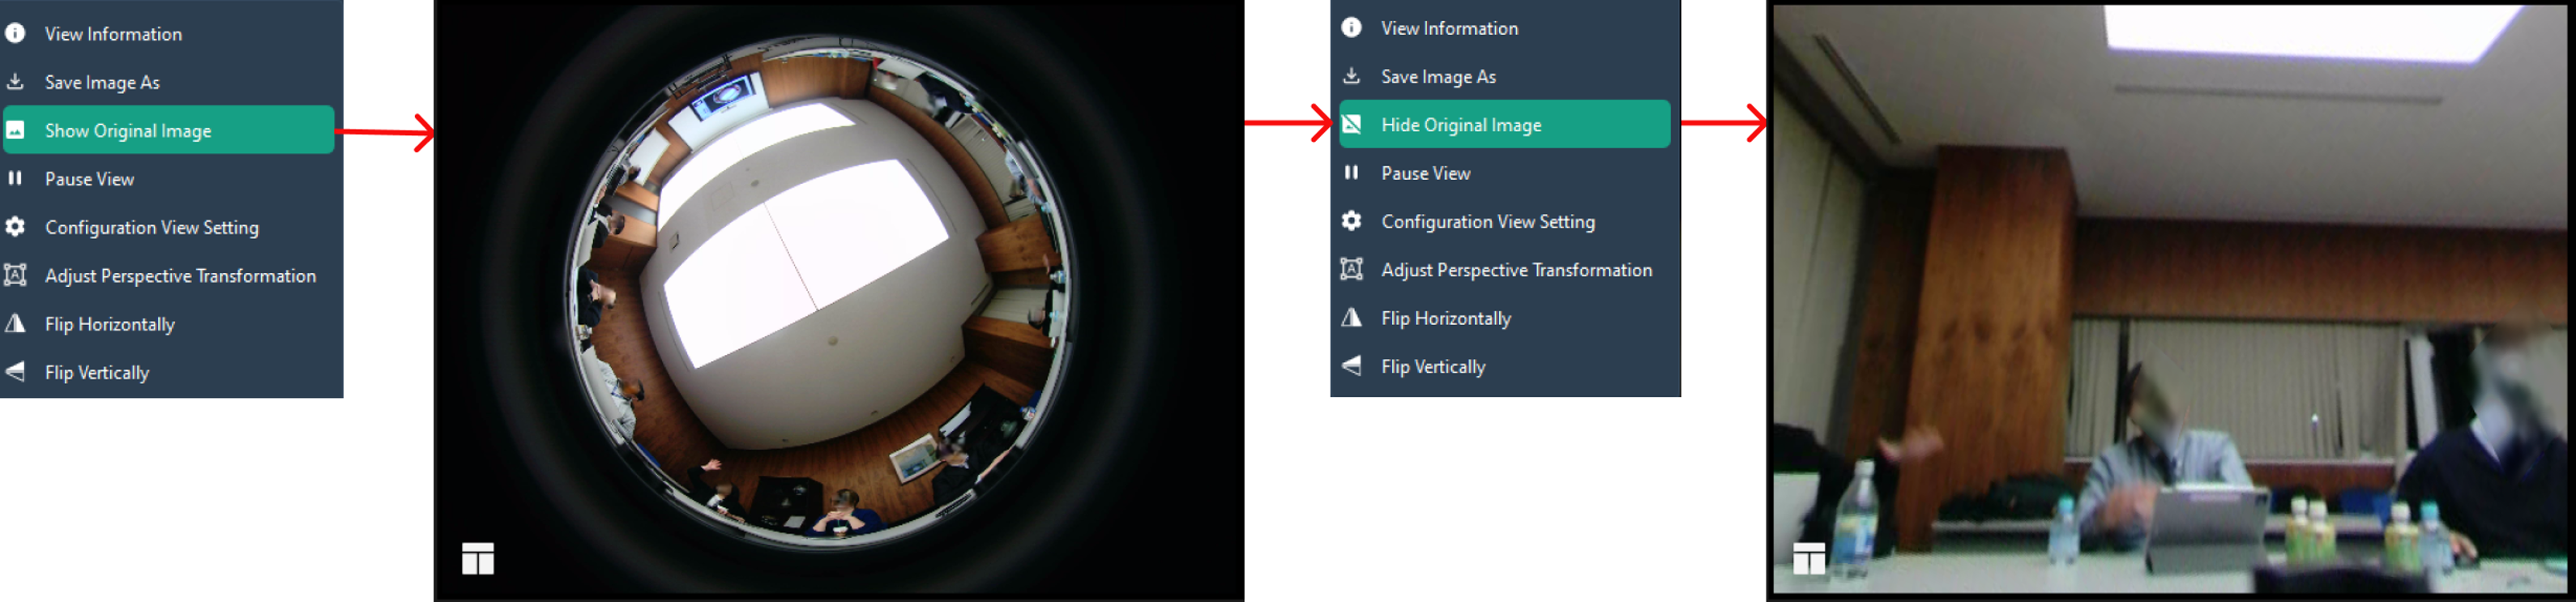 View Information
Save Image As
Show Original Image
Pause View
Configuration View Setting
Adjust Perspective Transformation
Flip Horizontally
Flip Vertically
View Information
Save Image As
Hide Original Image
Pause View
Configuration View Setting
Adjust Perspective Transformation
Flip Horizontally
Flip Vertically